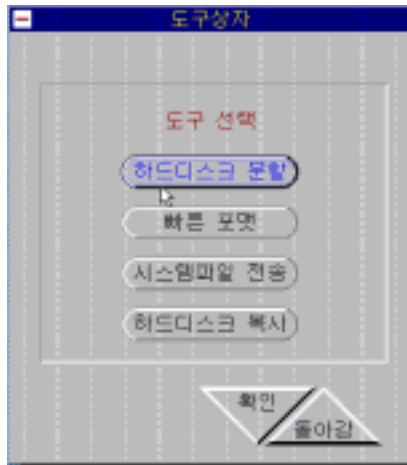 도구상자
도구 선택
하드디스크 분할
빠른 포맷
시스템파일 전송
하드디스크 복사
확인
돌아감